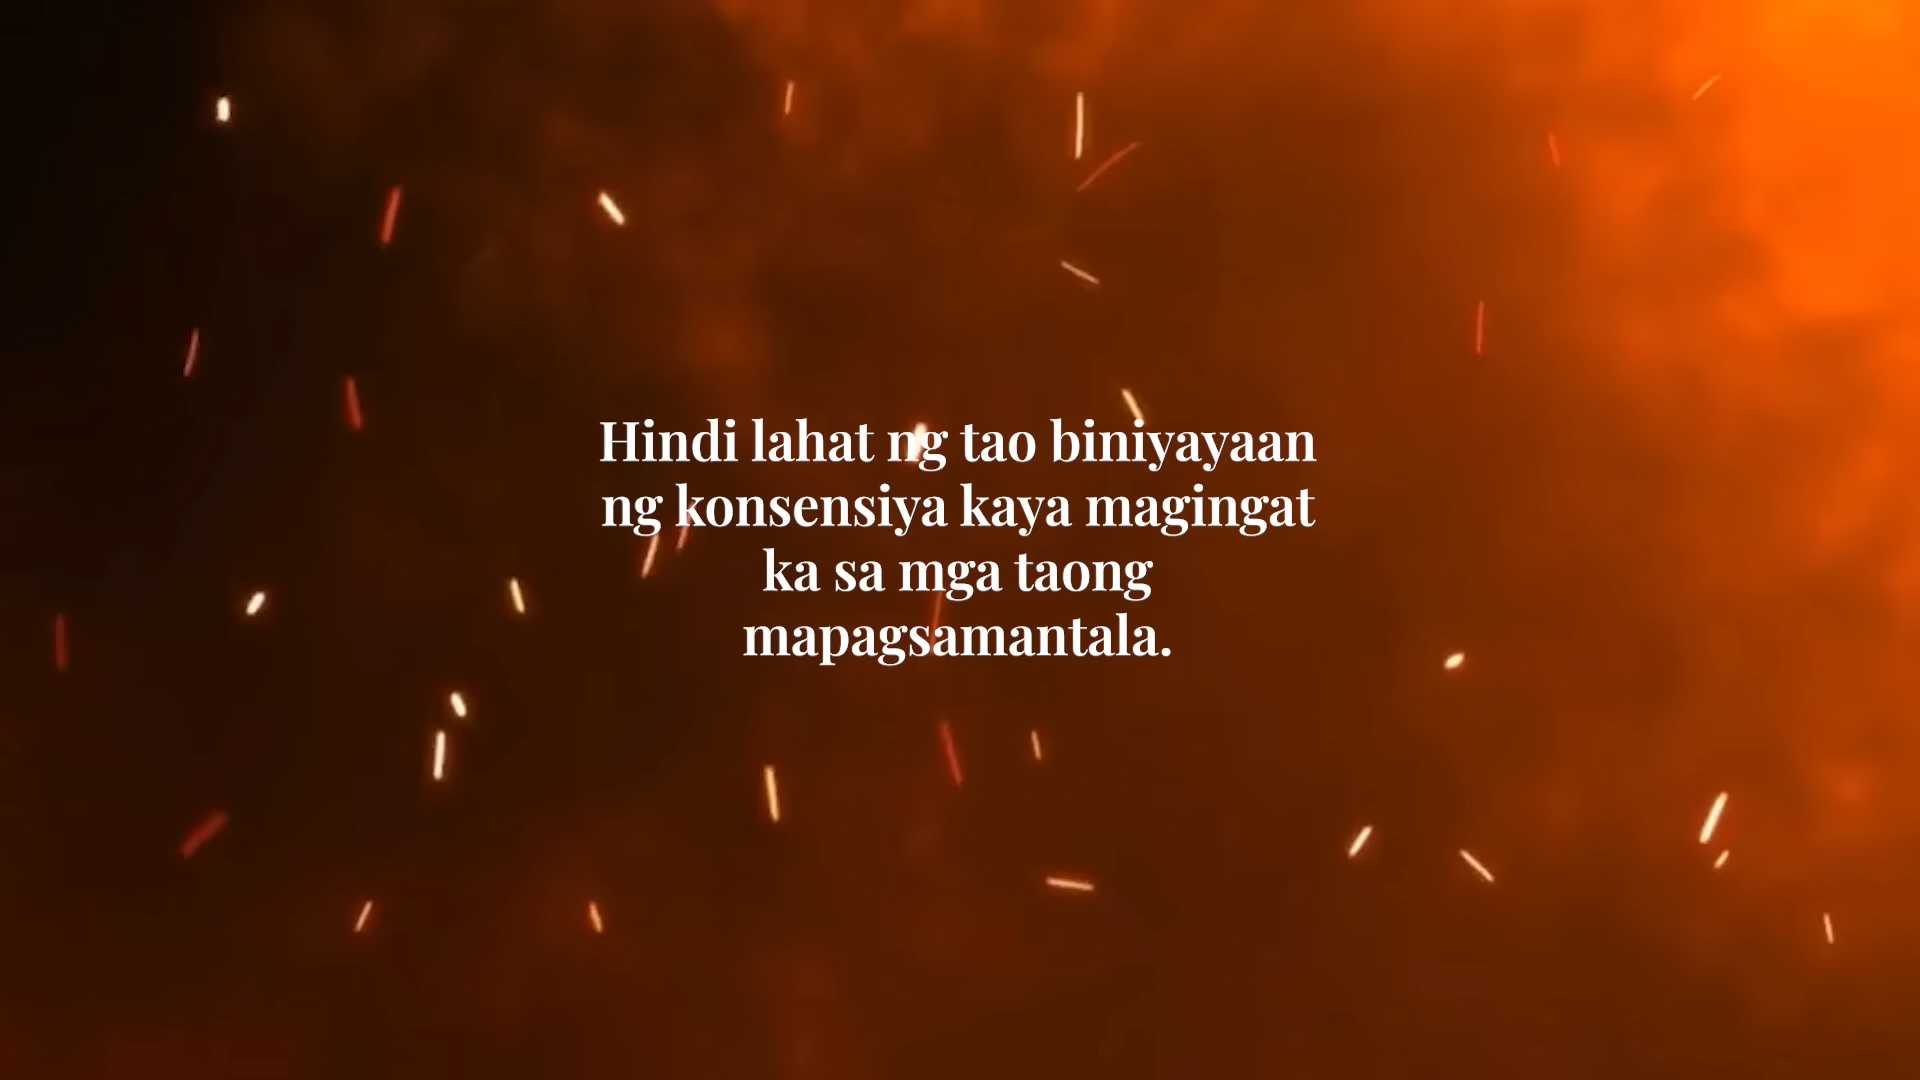 Hindi lahat ng tao biniyayaan
ng konsensiya kaya magingat
ka sa mga taong
mapagsamantala.